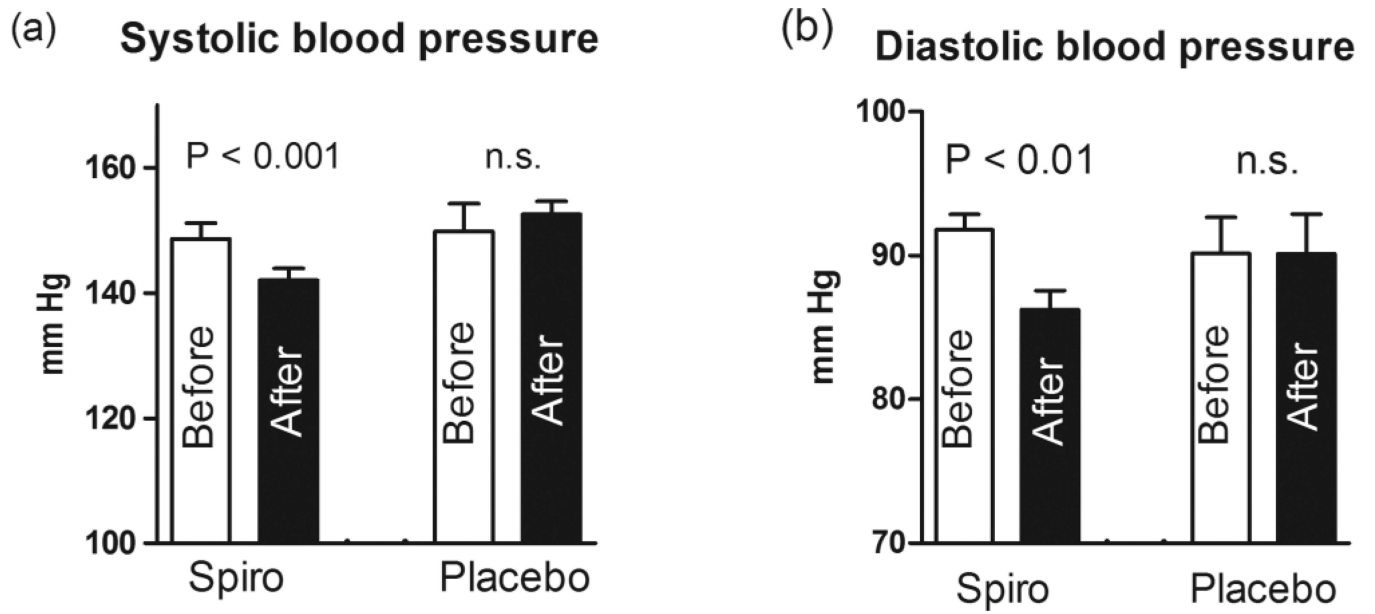 (a) Systolic blood pressure
P < 0.001 n.s.
160
140
120
100
mm Hg
Before After Before After
Spiro Placebo
(b) Diastolic blood pressure
P < 0.01 n.s.
100
90
80
70
mm Hg
Before After Before After
Spiro Placebo